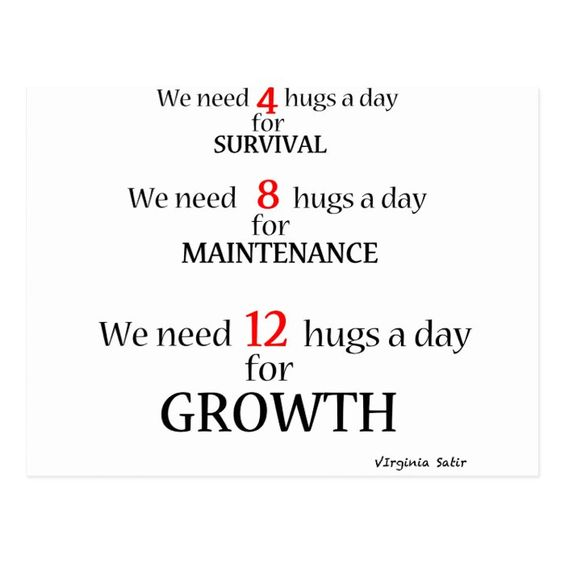 We need 4 hugs a day
for
SURVIVAL
We need 8 hugs a day
for
MAINTENANCE
We need 12 hugs a day
for
GROWTH
VIrginia Satir